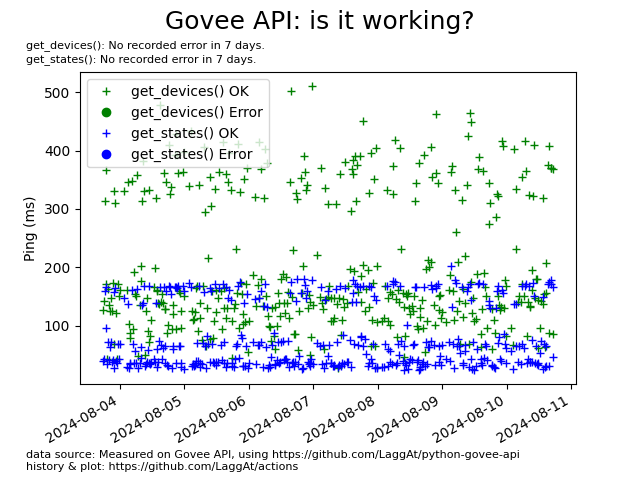 Govee API: is it working?
get_devices(): No recorded error in 7 days.
get_states(): No recorded error in 7 days.
get_devices() OK
get_devices() Error
get_states() OK
get_states() Error
Ping (ms)
500
400
300
200
100
2024-08-04
2024-08-05
2024-08-06
2024-08-07
2024-08-08
2024-08-09
2024-08-10
2024-08-11
data source: Measured on Govee API, using https://github.com/LaggAt/python-govee-api
history & plot: https://github.com/LaggAt/actions